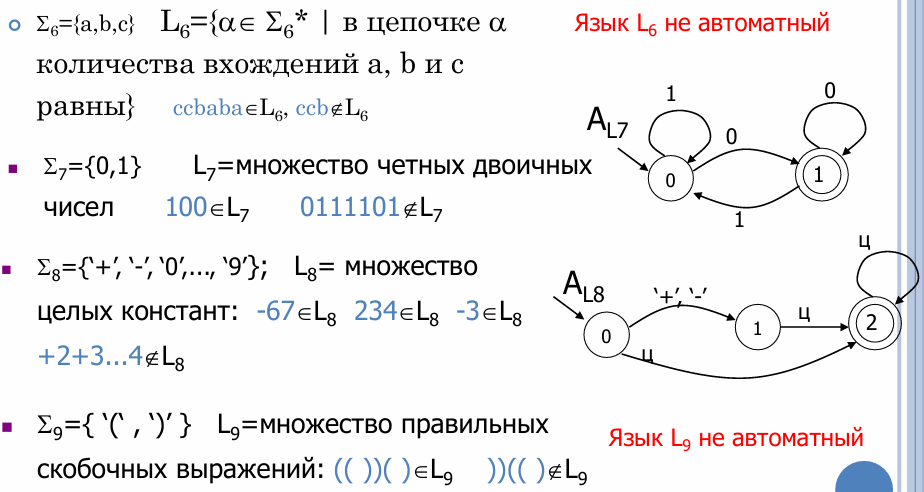 Σ₆={a,b,c} L₆={α∈ Σ₆* | в цепочке α
количества вхождений a, b и c
равны} ccbaba∈L₆, ccb∉L₆
Язык L₆ не автоматный
Σ₇={0,1} L₇=множество четных двоичных
чисел 100∈L₇ 0111101∉L₇
A_L7
1
0
0
0
1
1
Σ₈={‘+’, ‘-’, ‘0’,..., ‘9’}; L₈= множество
целых констант: -67∈L₈ 234∈L₈ -3∈L₈
+2+3...4∉L₈
A_L8
‘+’, ‘-’
ц
ц
0
1
2
ц
Σ₉={ ‘(‘ , ‘)’ } L₉=множество правильных
скобочных выражений: (( ))( )∈L₉ ))(( )∉L₉
Язык L₉ не автоматный